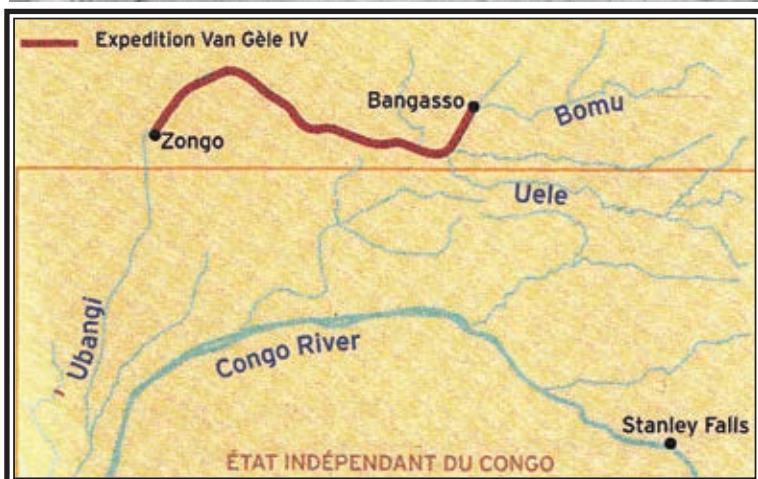 Expedition Van Gèle IV
Bangasso
Bomu
Zongo
Uele
Ubangi
Congo River
Stanley Falls
ÉTAT INDÉPENDANT DU CONGO